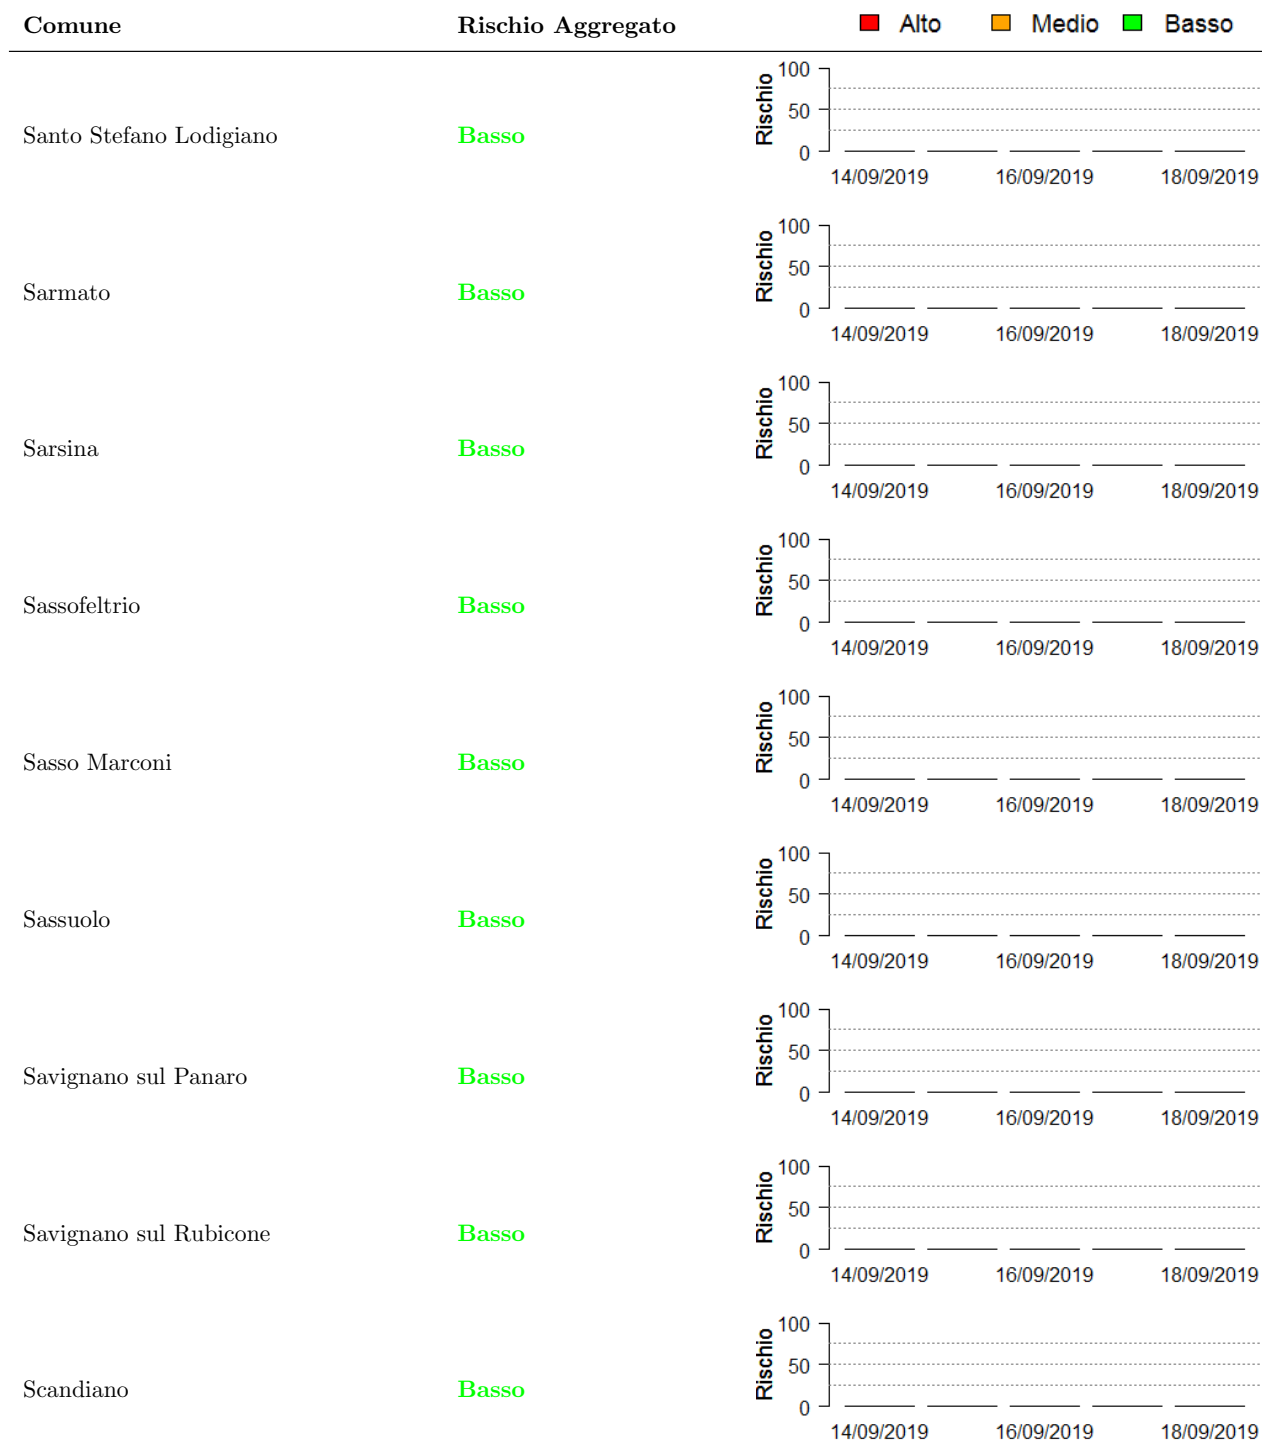 Comune Rischio Aggregato Alto Medio Basso
100
50
0
Rischio
Santo Stefano Lodigiano Basso
14/09/2019 16/09/2019 18/09/2019
100
50
0
Rischio
Sarmato Basso
14/09/2019 16/09/2019 18/09/2019
100
50
0
Rischio
Sarsina Basso
14/09/2019 16/09/2019 18/09/2019
100
50
0
Rischio
Sassofeltrio Basso
14/09/2019 16/09/2019 18/09/2019
100
50
0
Rischio
Sasso Marconi Basso
14/09/2019 16/09/2019 18/09/2019
100
50
0
Rischio
Sassuolo Basso
14/09/2019 16/09/2019 18/09/2019
100
50
0
Rischio
Savignano sul Panaro Basso
14/09/2019 16/09/2019 18/09/2019
100
50
0
Rischio
Savignano sul Rubicone Basso
14/09/2019 16/09/2019 18/09/2019
100
50
0
Rischio
Scandiano Basso
14/09/2019 16/09/2019 18/09/2019